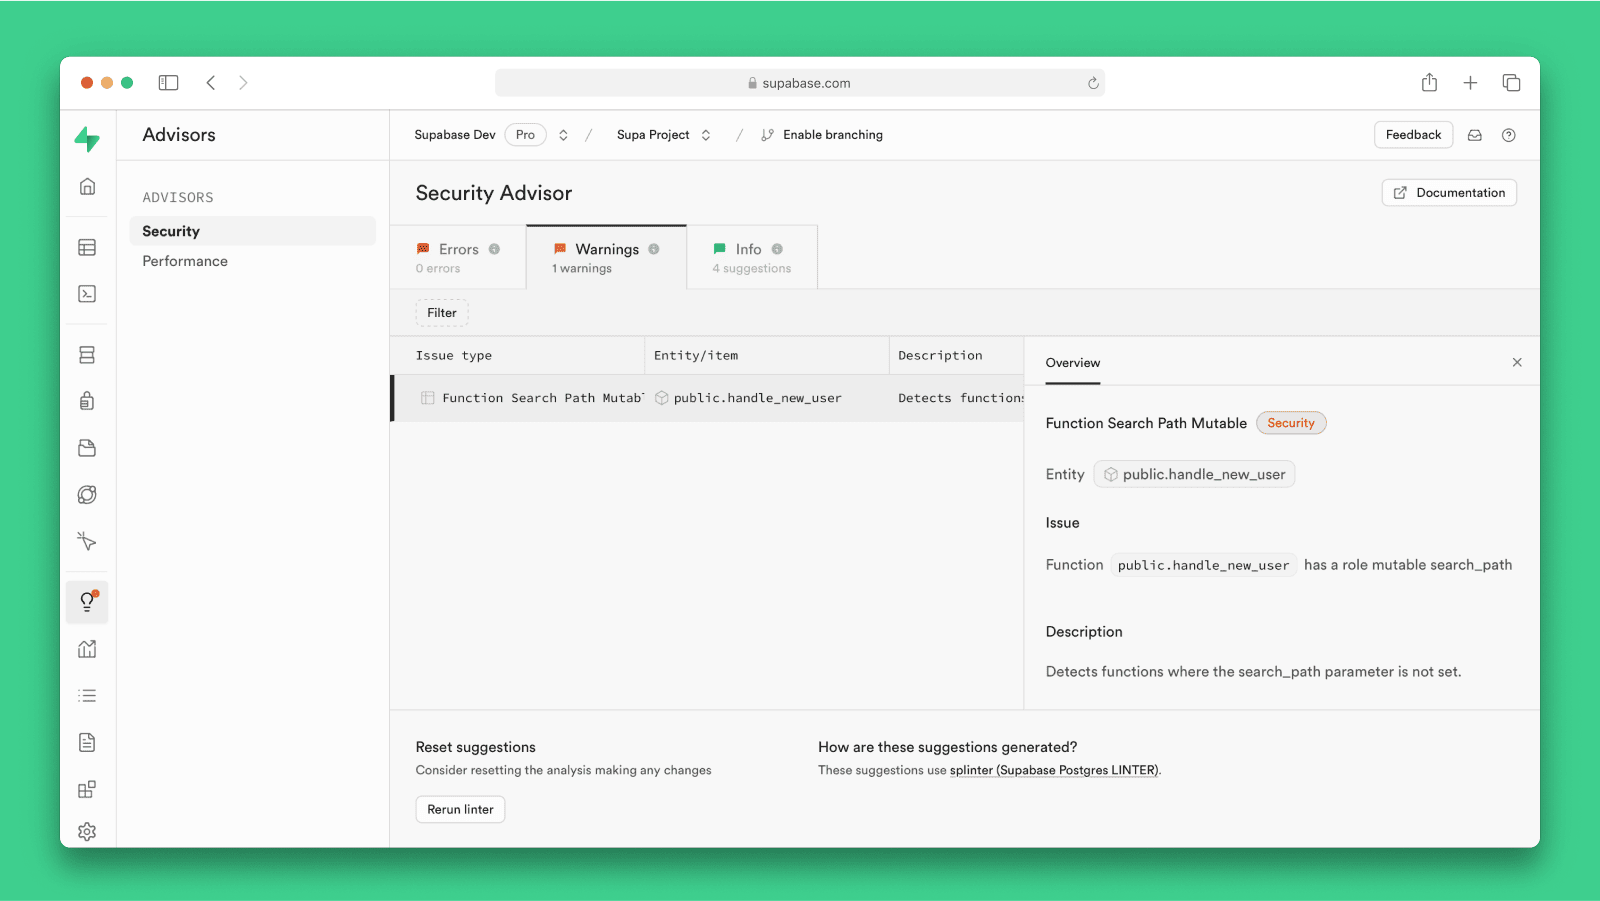 supabase.com
Advisors
Supabase Dev Pro / Supa Project / Enable branching
Feedback
ADVISORS
Security
Performance
Security Advisor
Documentation
Errors
0 errors
Warnings
1 warnings
Info
4 suggestions
Filter
Issue type Entity/item Description
Function Search Path Mutabl public.handle_new_user Detects functions
Overview
Function Search Path Mutable Security
Entity public.handle_new_user
Issue
Function public.handle_new_user has a role mutable search_path
Description
Detects functions where the search_path parameter is not set.
Reset suggestions
Consider resetting the analysis making any changes
Rerun linter
How are these suggestions generated?
These suggestions use splinter (Supabase Postgres LINTER).